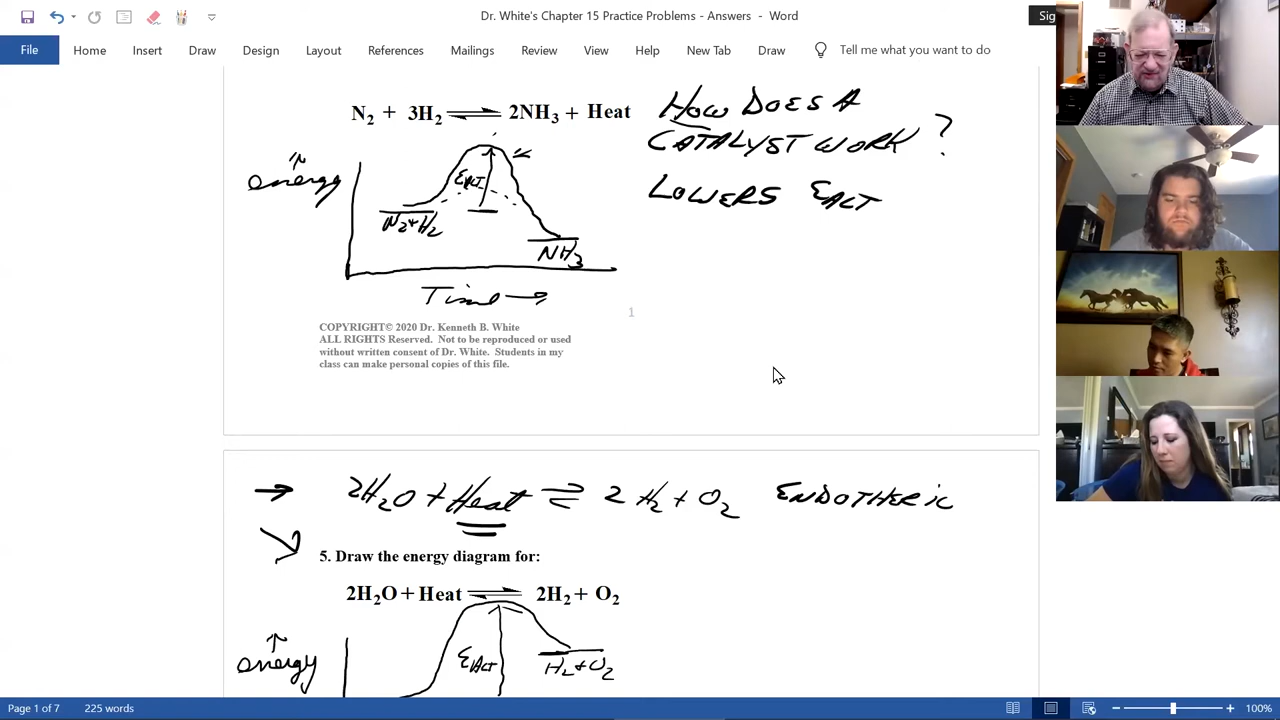 Dr. White's Chapter 15 Practice Problems - Answers - Word
Sig
File Home Insert Draw Design Layout References Mailings Review View Help New Tab Draw Tell me what you want to do
N2 + 3H2 ⇌ 2NH3 + Heat
HOW DOES A
CATALYST WORK ?
LOWERS EACT
↑
energy
EACT
N2+H2
NH3
Time →
1
COPYRIGHT© 2020 Dr. Kenneth B. White
ALL RIGHTS Reserved. Not to be reproduced or used
without written consent of Dr. White. Students in my
class can make personal copies of this file.
→ 2H2O + Heat ⇌ 2 H2 + O2 ENDOTHERIC
5. Draw the energy diagram for:
2H2O + Heat ⇌ 2H2 + O2
↑
energy
EACT
H2+O2
Page 1 of 7 225 words 100%